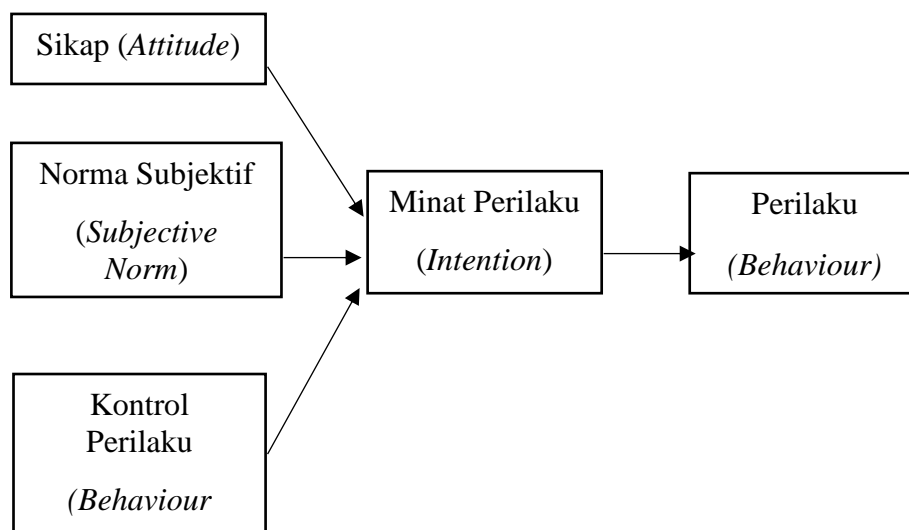 Sikap (Attitude)
Norma Subjektif
(Subjective
Norm)
Minat Perilaku
(Intention)
Perilaku
(Behaviour)
Kontrol
Perilaku
(Behaviour